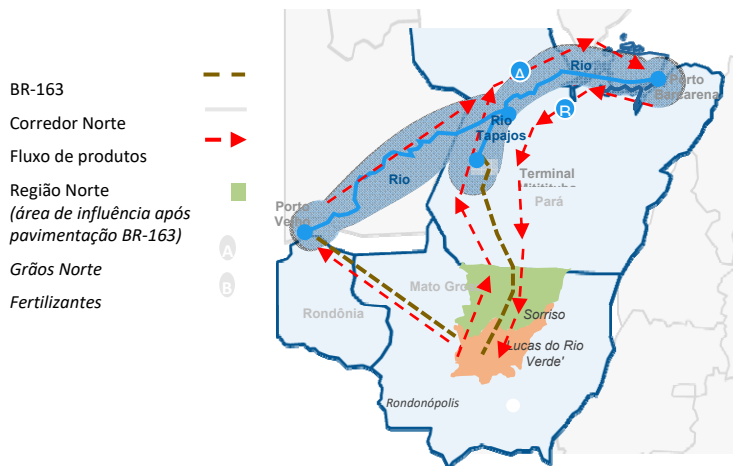 BR-163
Corredor Norte
Fluxo de produtos
Região Norte
(área de influência após
pavimentação BR-163)
A
Grãos Norte
B
Fertilizantes
A
Rio
Porto
Barcarena
B
Rio
Tapajos
Terminal
Pará
Rio
Porto
Velho
Mato Gro
Rondônia
Sorriso
Lucas do Rio
Verde'
Rondonópolis